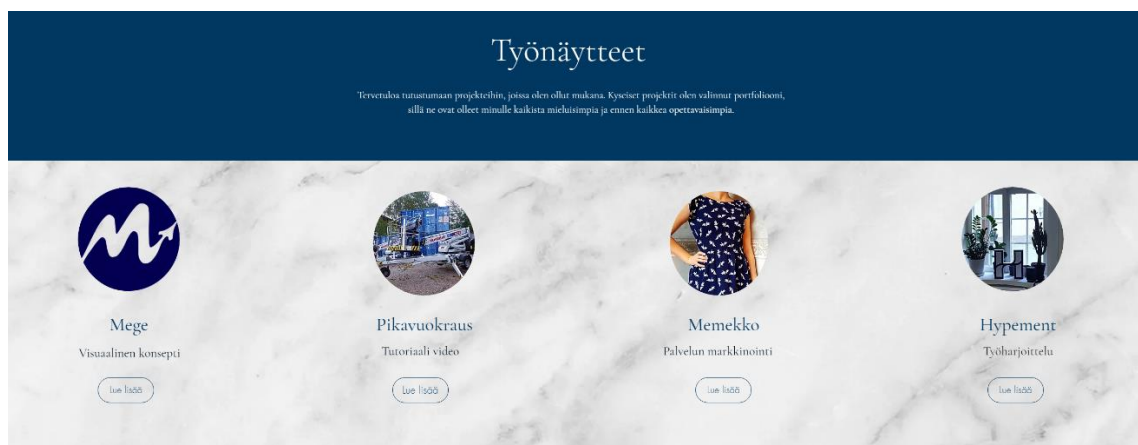 Työnäytteet
Tervetuloa tutustumaan projekteihin, joissa olen ollut mukana. Kyseiset projektit olen valinnut portfoliooni,
sillä ne ovat olleet minulle kaikista mieluisimpia ja ennen kaikkea opettavaisimpia.
M
H
Mege
Pikavuokraus
Memekko
Hypement
Visuaalinen konsepti
Tutoriaali video
Palvelun markkinointi
Työharjoittelu
Lue lisää
Lue lisää
Lue lisää
Lue lisää